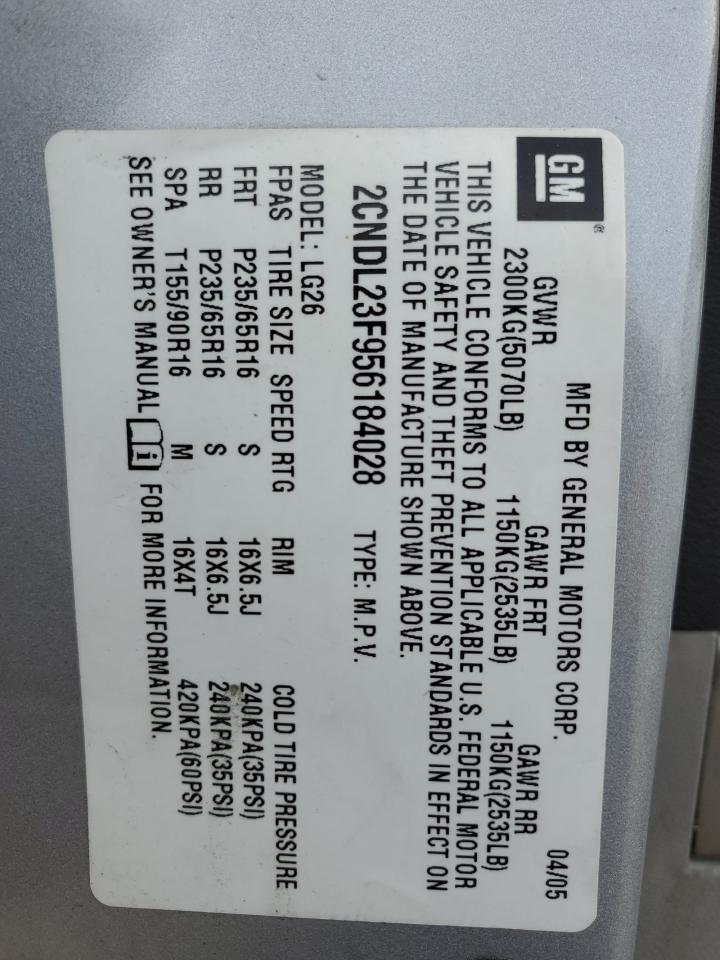 GM®
MFD BY GENERAL MOTORS CORP. 04/05
GVWR GAWR FRT GAWR RR
2300KG(5070LB) 1150KG(2535LB) 1150KG(2535LB)
THIS VEHICLE CONFORMS TO ALL APPLICABLE U.S. FEDERAL MOTOR
VEHICLE SAFETY AND THEFT PREVENTION STANDARDS IN EFFECT ON
THE DATE OF MANUFACTURE SHOWN ABOVE.
2CNDL23F956184028 TYPE: M.P.V.
MODEL: LG26
FPAS TIRE SIZE SPEED RTG RIM COLD TIRE PRESSURE
FRT P235/65R16 S 16X6.5J 240KPA(35PSI)
RR P235/65R16 S 16X6.5J 240KPA(35PSI)
SPA T155/90R16 M 16X4T 420KPA(60PSI)
SEE OWNER'S MANUAL i FOR MORE INFORMATION.